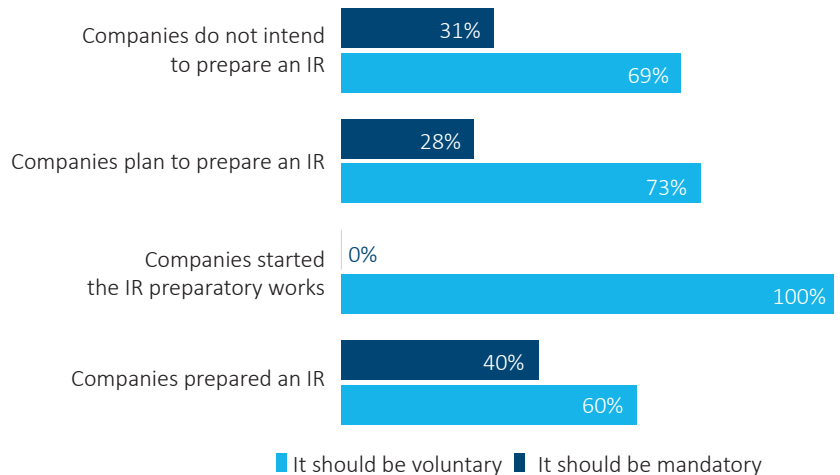 Companies do not intend
to prepare an IR
31%
69%
Companies plan to prepare an IR
28%
73%
Companies started
the IR preparatory works
0%
100%
Companies prepared an IR
40%
60%
It should be voluntary It should be mandatory